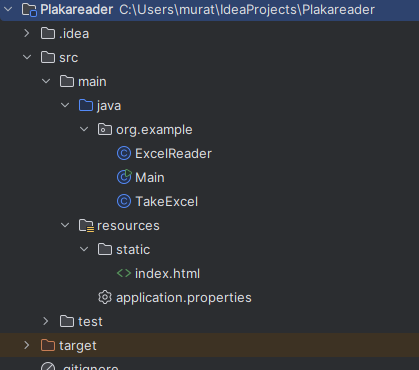 Plakareader C:\Users\murat\IdeaProjects\Plakareader
.idea
src
main
java
org.example
ExcelReader
Main
TakeExcel
resources
static
index.html
application.properties
test
target
.gitignore